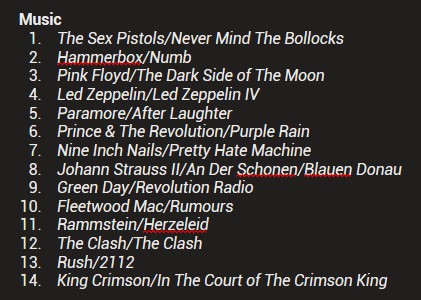 Music
1. The Sex Pistols/Never Mind The Bollocks
2. Hammerbox/Numb
3. Pink Floyd/The Dark Side of The Moon
4. Led Zeppelin/Led Zeppelin IV
5. Paramore/After Laughter
6. Prince & The Revolution/Purple Rain
7. Nine Inch Nails/Pretty Hate Machine
8. Johann Strauss II/An Der Schonen/Blauen Donau
9. Green Day/Revolution Radio
10. Fleetwood Mac/Rumours
11. Rammstein/Herzeleid
12. The Clash/The Clash
13. Rush/2112
14. King Crimson/In The Court of The Crimson King